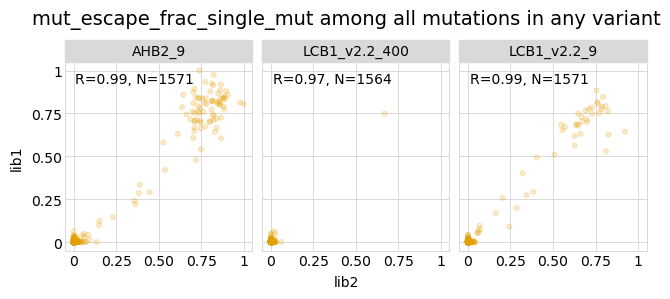 mut_escape_frac_single_mut among all mutations in any variant
AHB2_9 LCB1_v2.2_400 LCB1_v2.2_9
R=0.99, N=1571 R=0.97, N=1564 R=0.99, N=1571
1
0.75
0.50
0.25
0
lib1
0 0.25 0.50 0.75 1 0 0.25 0.50 0.75 1 0 0.25 0.50 0.75 1
lib2